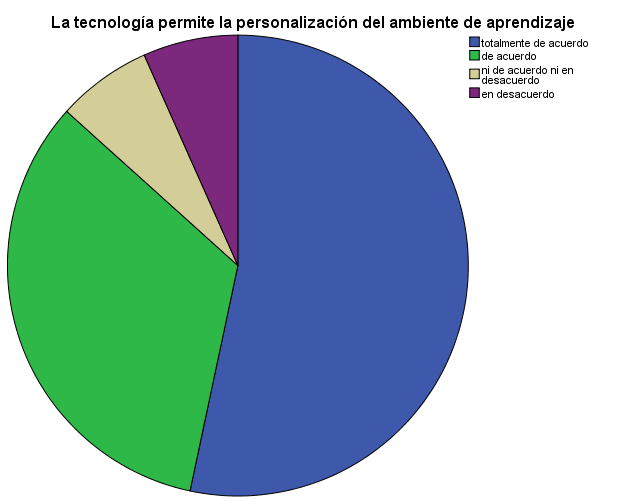 La tecnología permite la personalización del ambiente de aprendizaje
totalmente de acuerdo
de acuerdo
ni de acuerdo ni en
desacuerdo
en desacuerdo